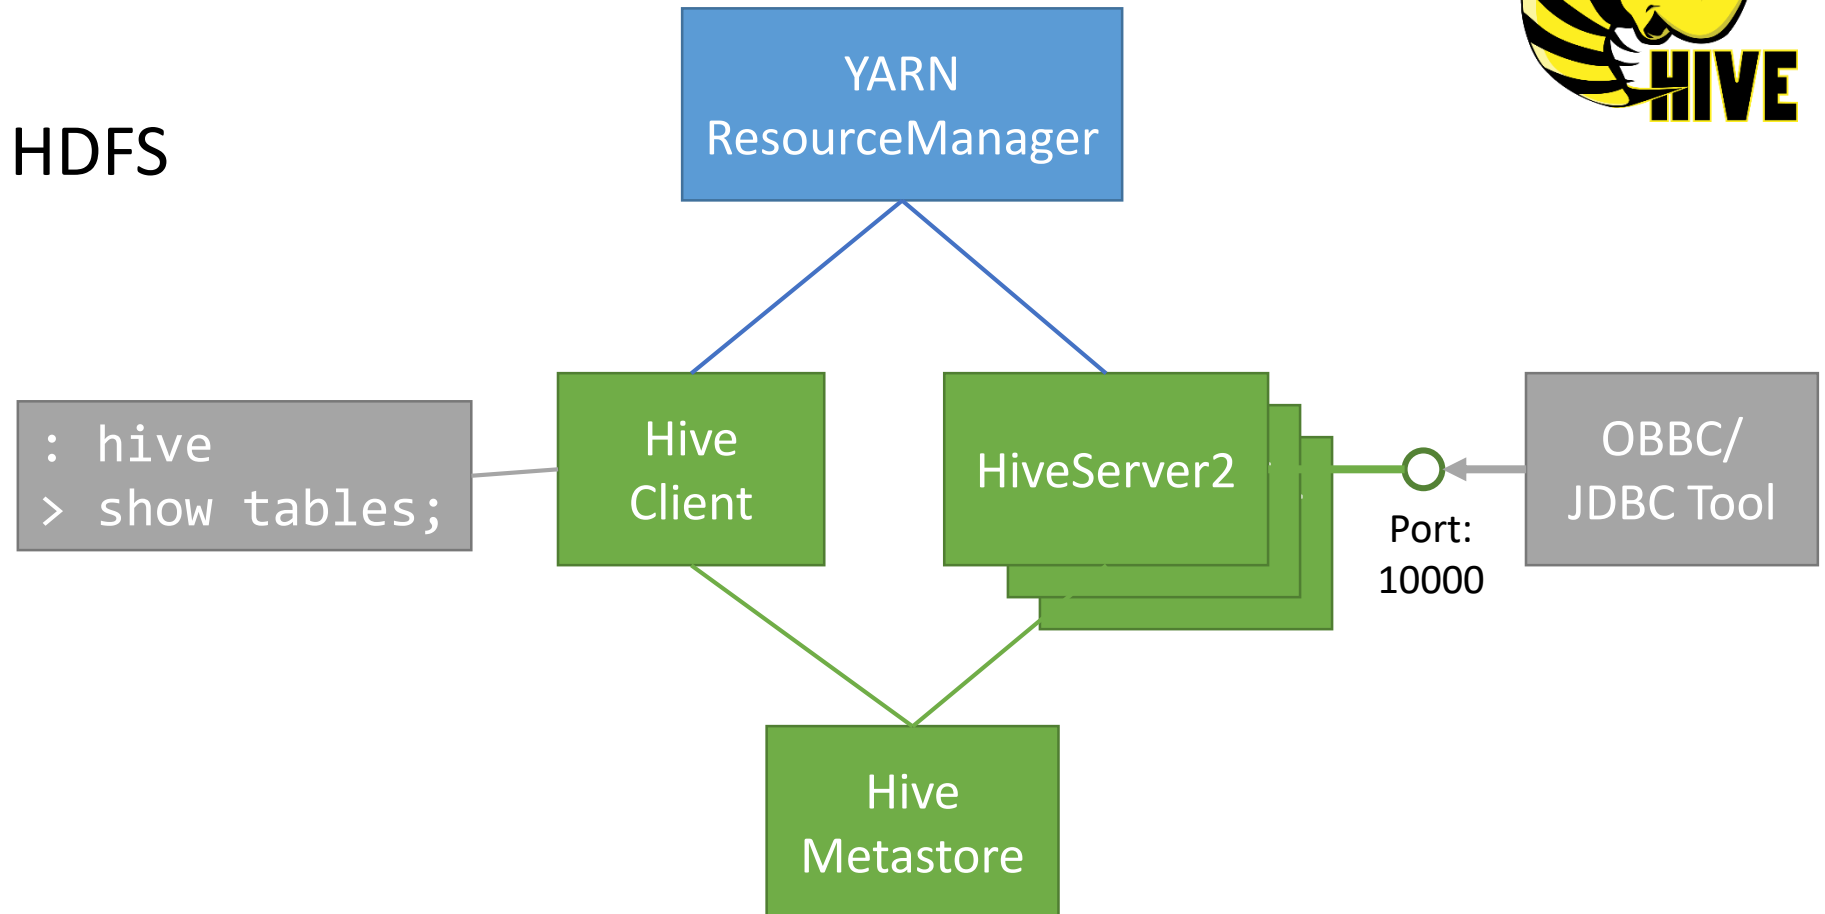 HIVE
YARN
ResourceManager
HDFS
: hive
> show tables;
Hive
Client
HiveServer2
Port:
10000
OBBC/
JDBC Tool
Hive
Metastore